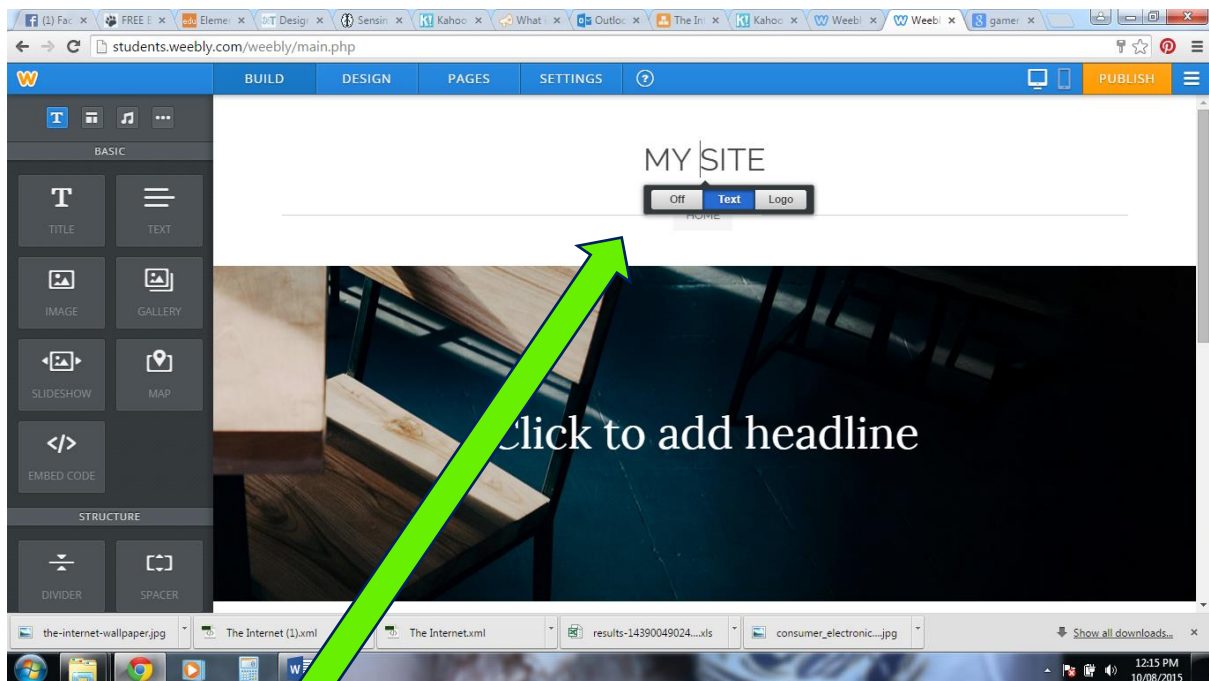 (1) Fac FREE E Eleme Design Sensin Kahoo What Outloc The Int Kahoo Weebl Weebl gamer
students.weebly.com/weebly/main.php
BUILD DESIGN PAGES SETTINGS ? PUBLISH
T
BASIC
MY SITE
Off Text Logo
HOME
TITLE TEXT
IMAGE GALLERY
SLIDESHOW MAP
</>
EMBED CODE
Click to add headline
STRUCTURE
DIVIDER SPACER
the-internet-wallpaper.jpg The Internet (1).xml The Internet.xml results-14390049024....xls consumer_electronic....jpg Show all downloads...
12:15 PM
10/08/2015